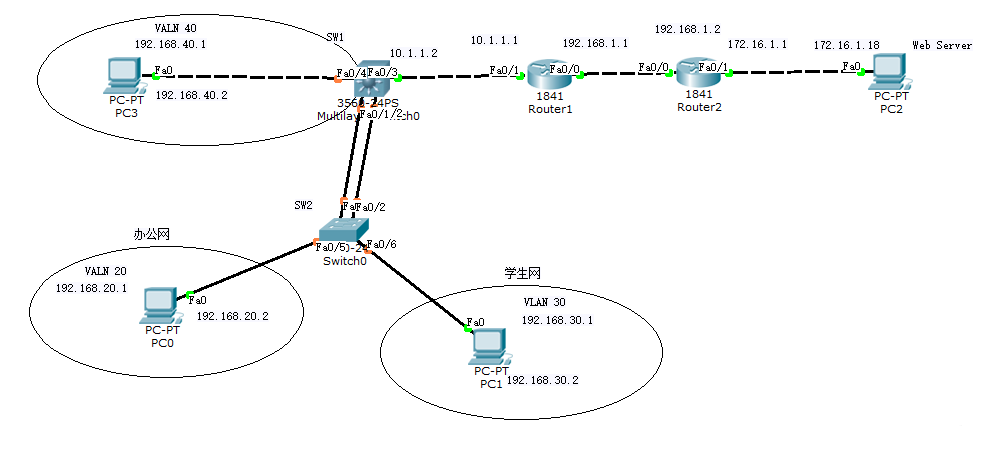 VALN 40
192.168.40.1
Fa0
192.168.40.2
PC-PT
PC3
SW1
10.1.1.2
Fa0/4
Fa0/3
Fa0/1/2
10.1.1.1
Fa0/1
192.168.1.1
Fa0/0
1841
Router1
192.168.1.2
Fa0/0
Fa0/1
1841
Router2
172.16.1.1
172.16.1.18
Fa0
Web Server
PC-PT
PC2
SW2
Fa0/2
Fa0/5
Fa0/6
Switch0
办公网
VALN 20
192.168.20.1
Fa0
192.168.20.2
PC-PT
PC0
学生网
VLAN 30
192.168.30.1
Fa0
PC-PT
PC1
192.168.30.2